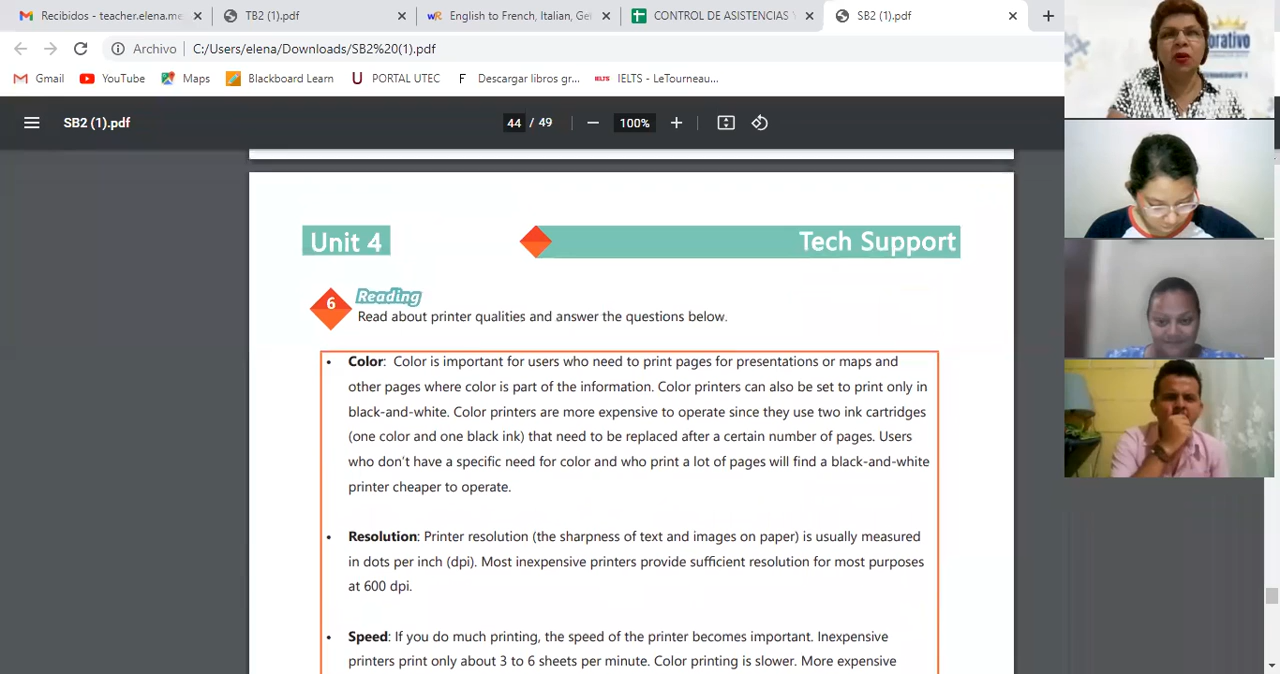 Recibidos - teacher.elena.me
TB2 (1).pdf
English to French, Italian, Ge
CONTROL DE ASISTENCIAS Y
SB2 (1).pdf
Archivo
C:/Users/elena/Downloads/SB2%20(1).pdf
Gmail
YouTube
Maps
Blackboard Learn
PORTAL UTEC
Descargar libros gr...
IELTS - LeTourneau...
SB2 (1).pdf
44 / 49
100%
Unit 4
Tech Support
6
Reading
Read about printer qualities and answer the questions below.
• Color: Color is important for users who need to print pages for presentations or maps and
other pages where color is part of the information. Color printers can also be set to print only in
black-and-white. Color printers are more expensive to operate since they use two ink cartridges
(one color and one black ink) that need to be replaced after a certain number of pages. Users
who don't have a specific need for color and who print a lot of pages will find a black-and-white
printer cheaper to operate.
• Resolution: Printer resolution (the sharpness of text and images on paper) is usually measured
in dots per inch (dpi). Most inexpensive printers provide sufficient resolution for most purposes
at 600 dpi.
• Speed: If you do much printing, the speed of the printer becomes important. Inexpensive
printers print only about 3 to 6 sheets per minute. Color printing is slower. More expensive